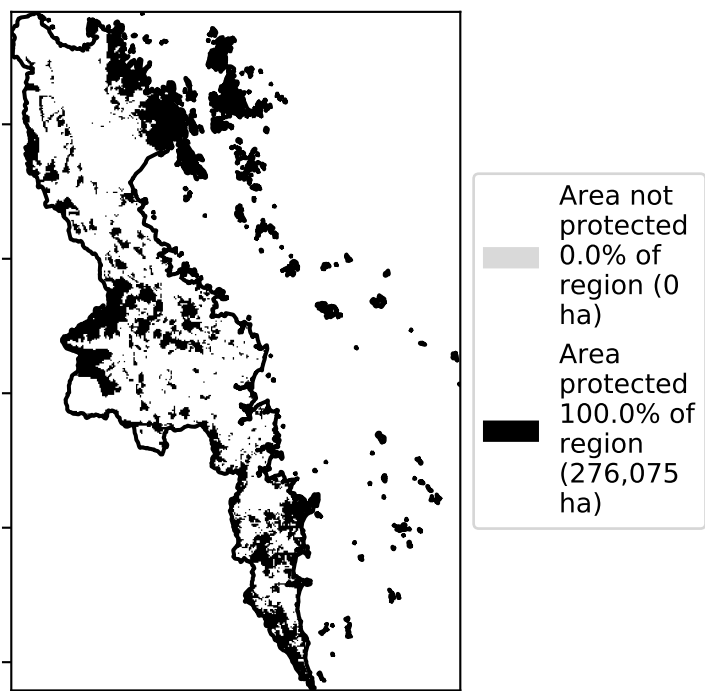 Area not
protected
0.0% of
region (0
ha)
Area
protected
100.0% of
region
(276,075
ha)